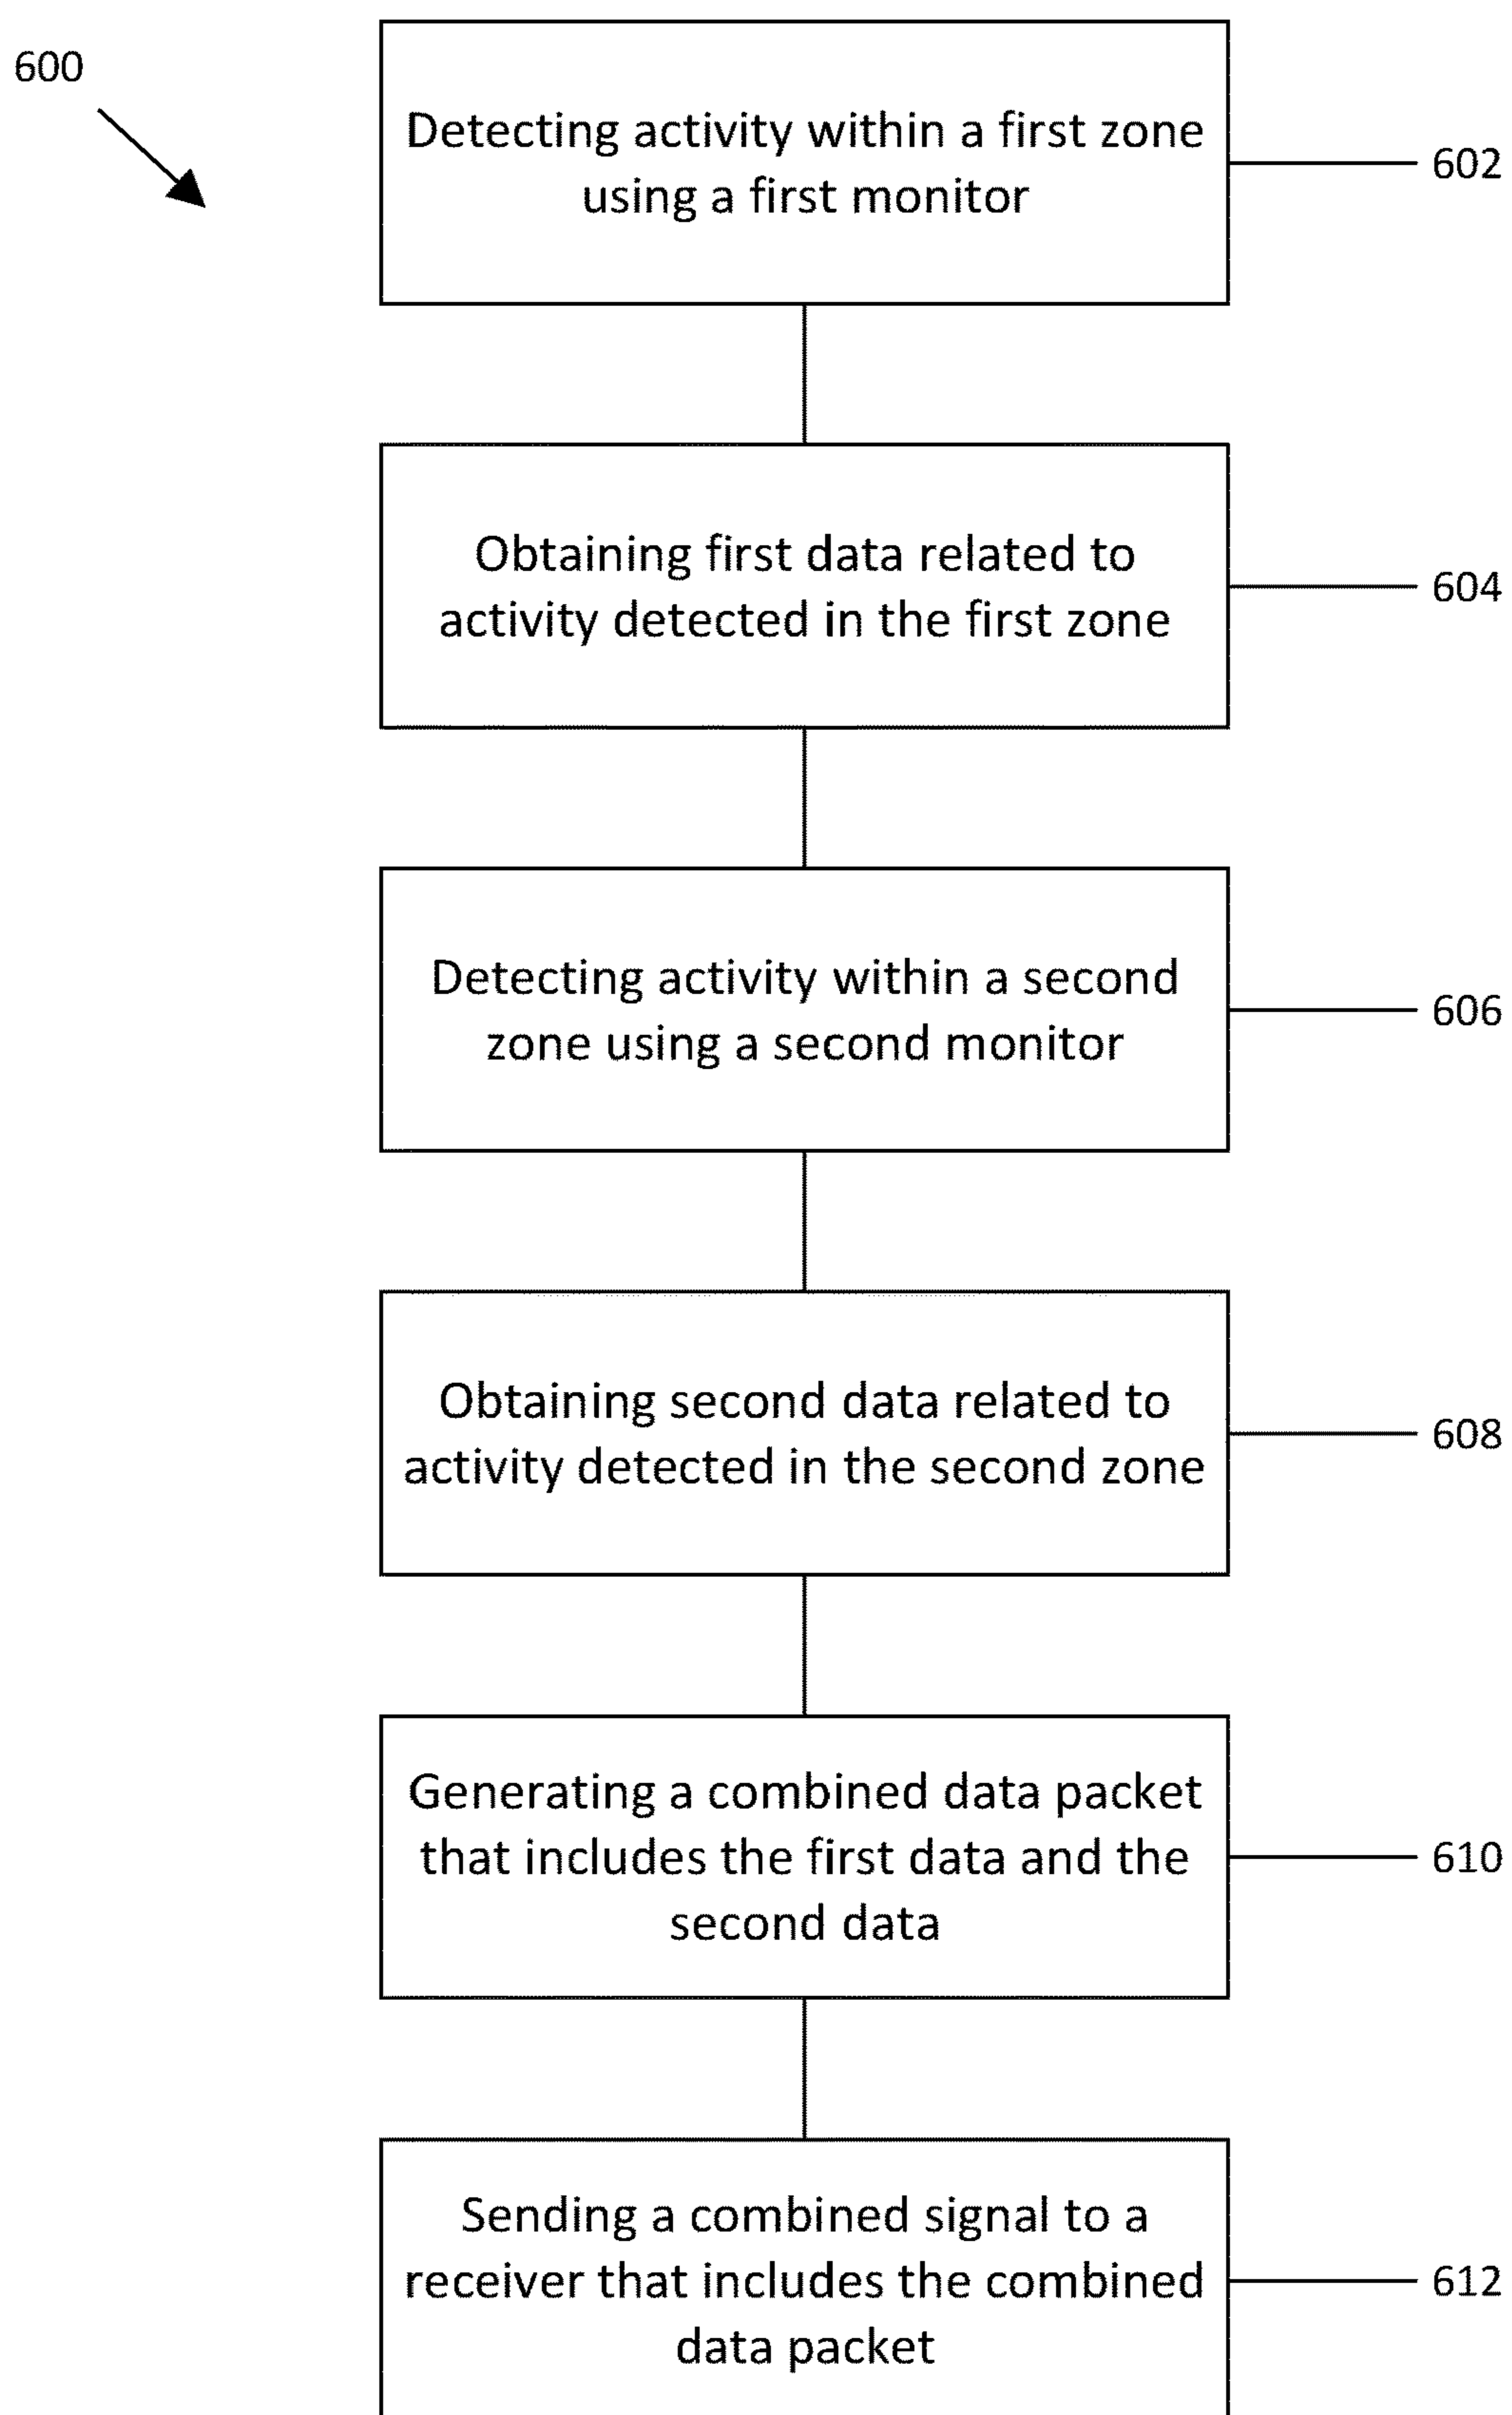 600
Detecting activity within a first zone
using a first monitor
602
Obtaining first data related to
activity detected in the first zone
604
Detecting activity within a second
zone using a second monitor
606
Obtaining second data related to
activity detected in the second zone
608
Generating a combined data packet
that includes the first data and the
second data
610
Sending a combined signal to a
receiver that includes the combined
data packet
612